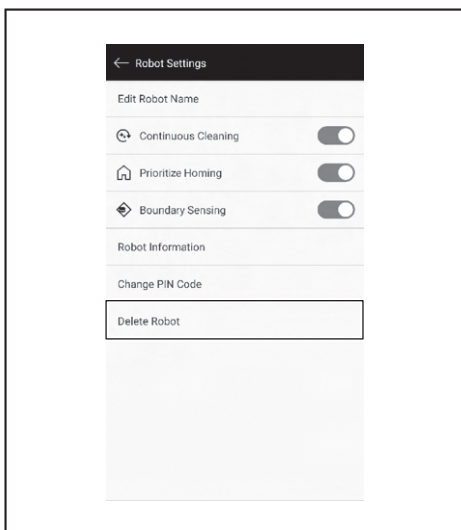 Robot Settings
Edit Robot Name
Continuous Cleaning
Prioritize Homing
Boundary Sensing
Robot Information
Change PIN Code
Delete Robot